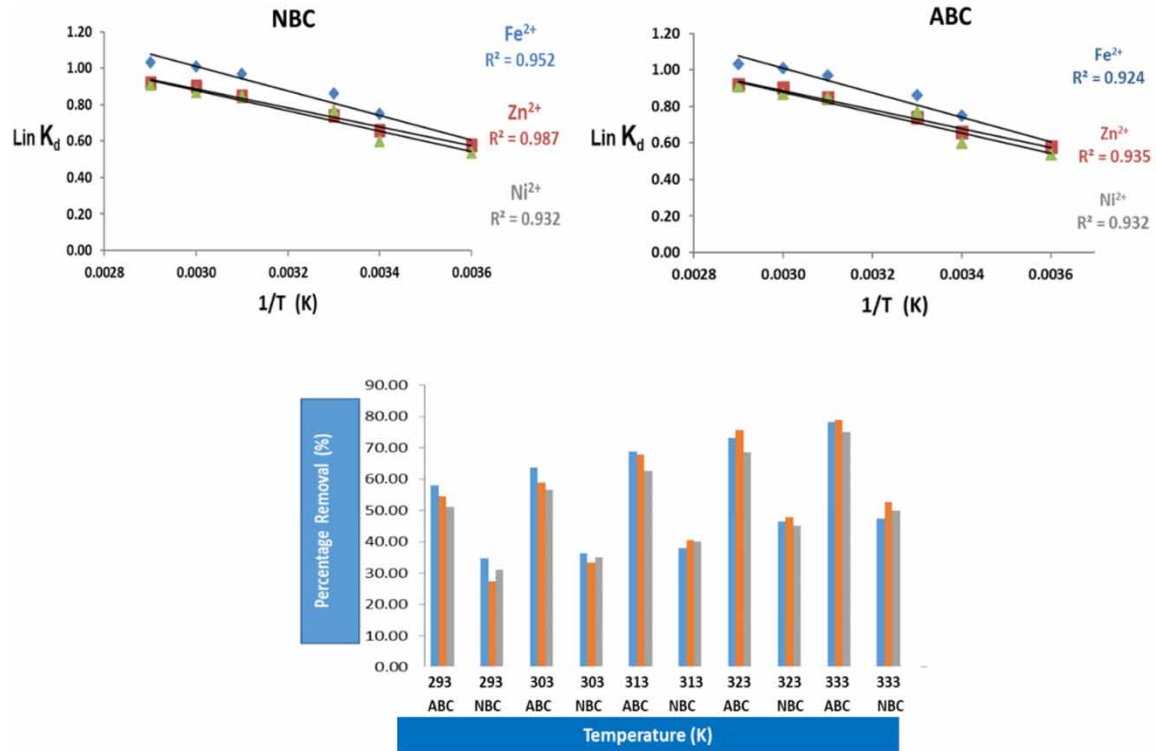 NBC
1.20
1.00
0.80
0.60
0.40
0.20
0.00
Lin Kd
0.0028 0.0030 0.0032 0.0034 0.0036
1/T (K)
Fe²⁺
R² = 0.952
Zn²⁺
R² = 0.987
Ni²⁺
R² = 0.932
ABC
1.20
1.00
0.80
0.60
0.40
0.20
0.00
Lin Kd
0.0028 0.0030 0.0032 0.0034 0.0036
1/T (K)
Fe²⁺
R² = 0.924
Zn²⁺
R² = 0.935
Ni²⁺
R² = 0.932
Percentage Removal (%)
90.00
80.00
70.00
60.00
50.00
40.00
30.00
20.00
10.00
0.00
293 293 303 303 313 313 323 323 333 333
ABC NBC ABC NBC ABC NBC ABC NBC ABC NBC
Temperature (K)